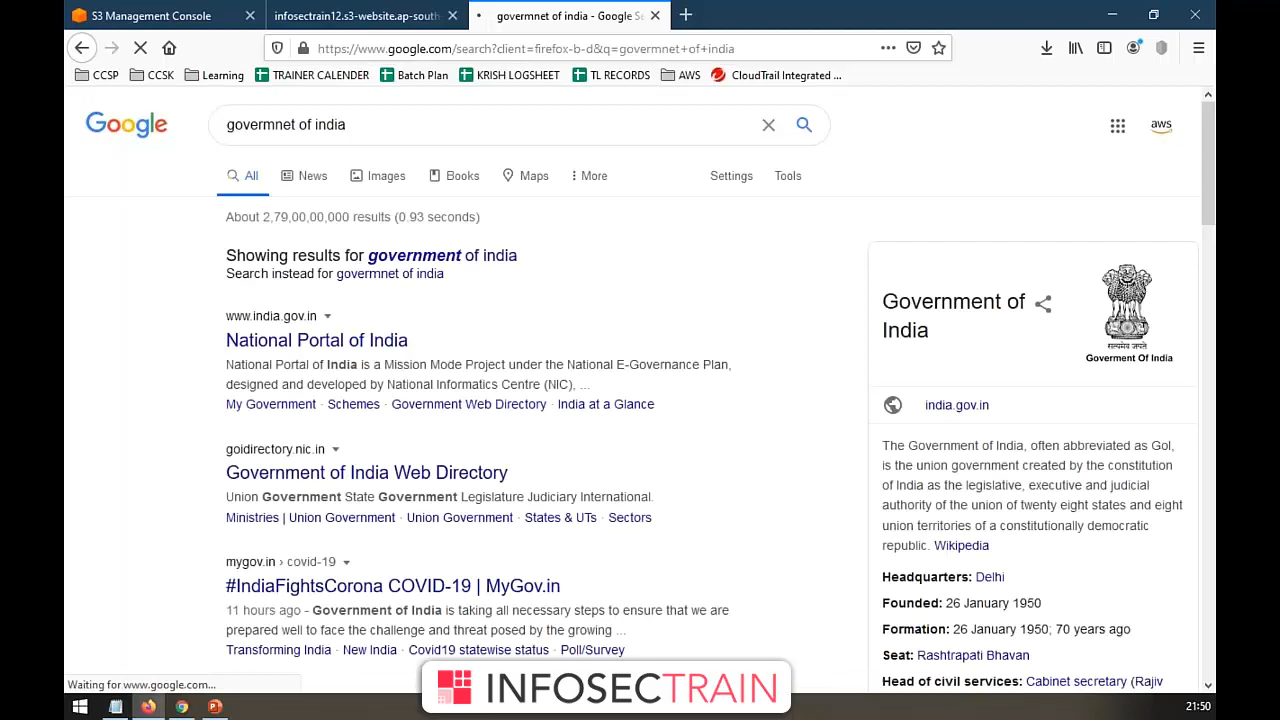 S3 Management Console
infosectrain12.s3-website.ap-south-
govermnet of india - Google Se
https://www.google.com/search?client=firefox-b-d&q=govermnet+of+india
CCSP CCSK Learning TRAINER CALENDER Batch Plan KRISH LOGSHEET TL RECORDS AWS CloudTrail Integrated ...
Google
govermnet of india
aws
All News Images Books Maps More Settings Tools
About 2,79,00,00,000 results (0.93 seconds)
Showing results for government of india
Search instead for govermnet of india
www.india.gov.in
National Portal of India
National Portal of India is a Mission Mode Project under the National E-Governance Plan,
designed and developed by National Informatics Centre (NIC), ...
My Government · Schemes · Government Web Directory · India at a Glance
goidirectory.nic.in
Government of India Web Directory
Union Government State Government Legislature Judiciary International.
Ministries | Union Government · Union Government · States & UTs · Sectors
mygov.in › covid-19
#IndiaFightsCorona COVID-19 | MyGov.in
11 hours ago - Government of India is taking all necessary steps to ensure that we are
prepared well to face the challenge and threat posed by the growing ...
Transforming India · New India · Covid19 statewise status · Poll/Survey
Government of
India
सत्यमेव जयते
Goverment Of India
india.gov.in
The Government of India, often abbreviated as GoI,
is the union government created by the constitution
of India as the legislative, executive and judicial
authority of the union of twenty eight states and eight
union territories of a constitutionally democratic
republic. Wikipedia
Headquarters: Delhi
Founded: 26 January 1950
Formation: 26 January 1950; 70 years ago
Seat: Rashtrapati Bhavan
Head of civil services: Cabinet secretary (Rajiv
Waiting for www.google.com...
INFOSECTRAIN
21:50